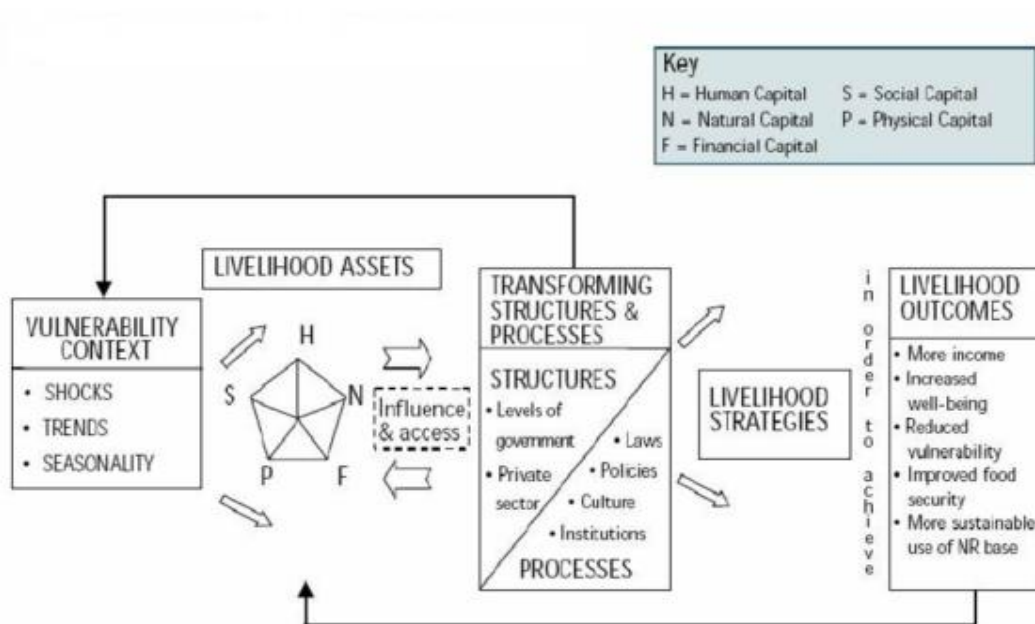 Key
H = Human Capital S = Social Capital
N = Natural Capital P = Physical Capital
F = Financial Capital
LIVELIHOOD ASSETS
VULNERABILITY
CONTEXT
• SHOCKS
• TRENDS
• SEASONALITY
H
S
N
P
F
Influence
& access
TRANSFORMING
STRUCTURES &
PROCESSES
STRUCTURES
• Levels of
government
• Private
sector
• Laws
• Policies
• Culture
• Institutions
PROCESSES
LIVELIHOOD
STRATEGIES
in order to achieve
LIVELIHOOD
OUTCOMES
• More income
• Increased
well-being
• Reduced
vulnerability
• Improved food
security
• More sustainable
use of NR base